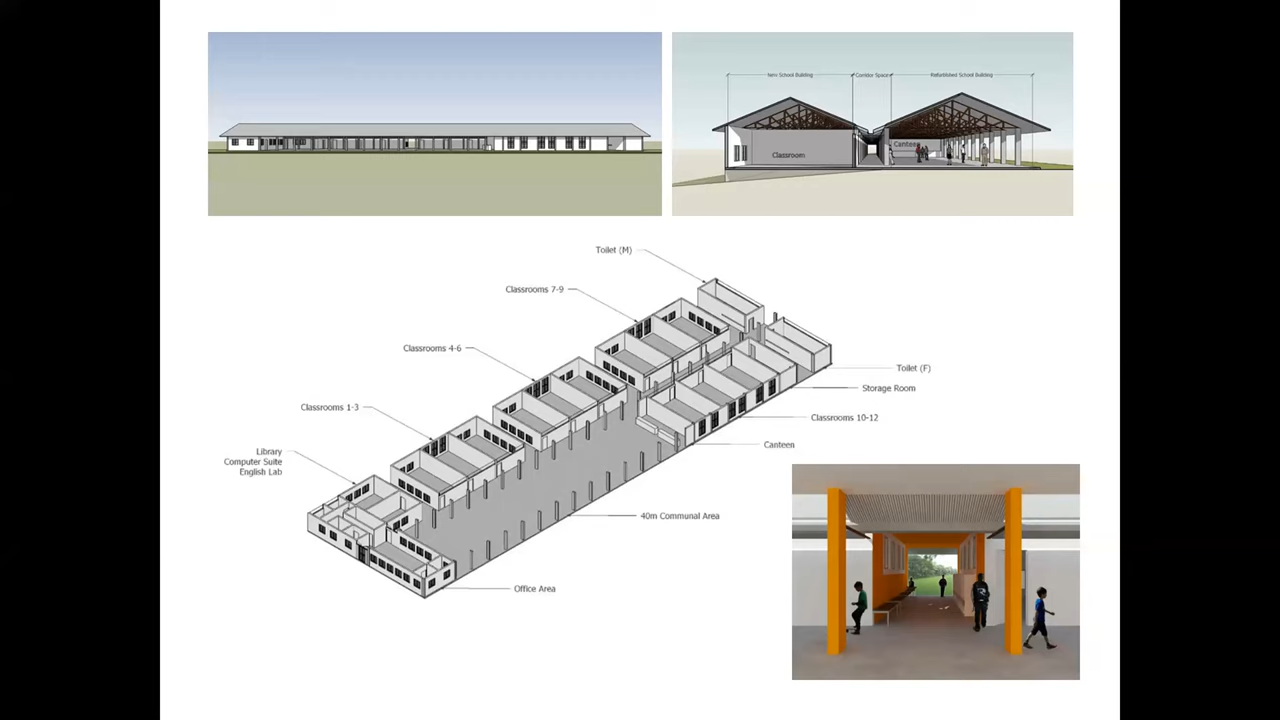 New School Building
Corridor Space
Refurbished School Building
Classroom
Canteen
Toilet (M)
Classrooms 7-9
Classrooms 4-6
Classrooms 1-3
Library
Computer Suite
English Lab
Toilet (F)
Storage Room
Classrooms 10-12
Canteen
40m Communal Area
Office Area